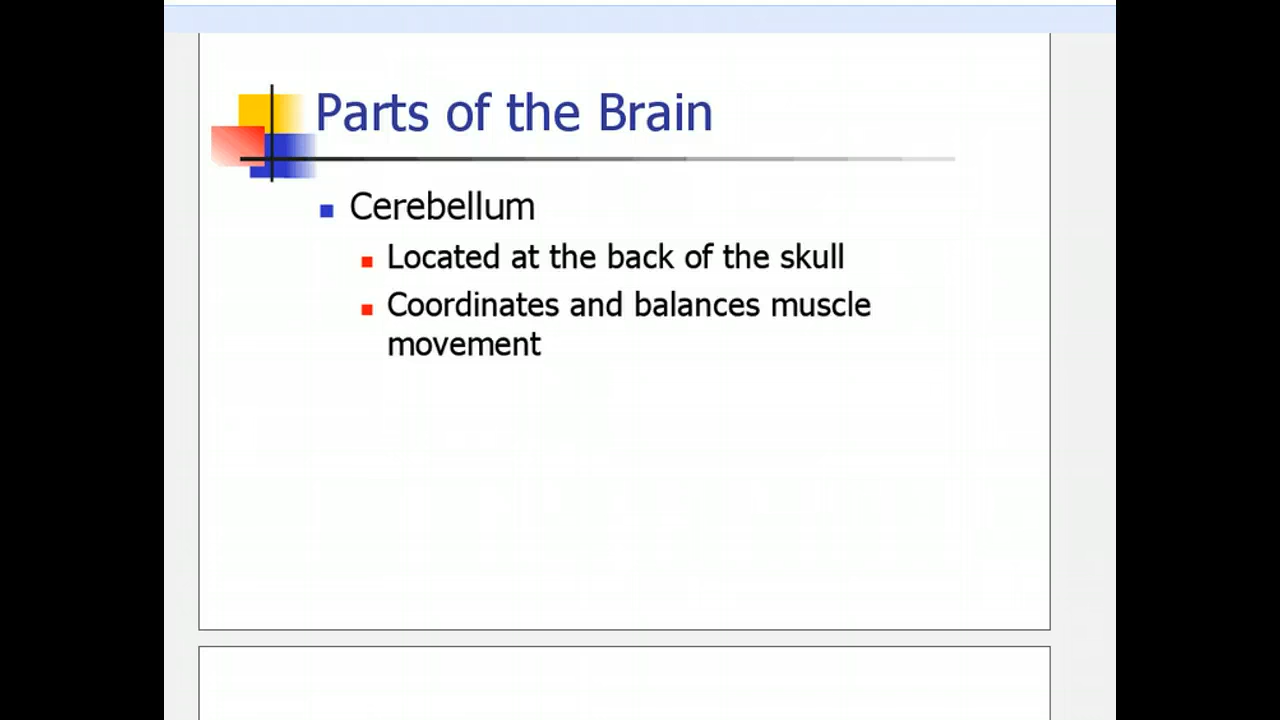 Parts of the Brain
Cerebellum
Located at the back of the skull
Coordinates and balances muscle
movement